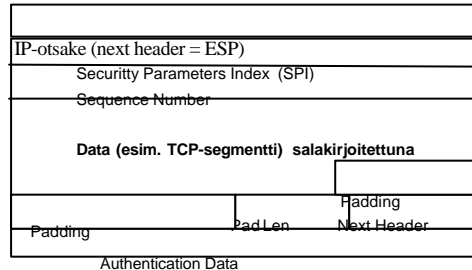 IP-otsake (next header = ESP)
Securitty Parameters Index (SPI)
Sequence Number
Data (esim. TCP-segmentti) salakirjoitettuna
Padding
Padding Pad Len Next Header
Authentication Data